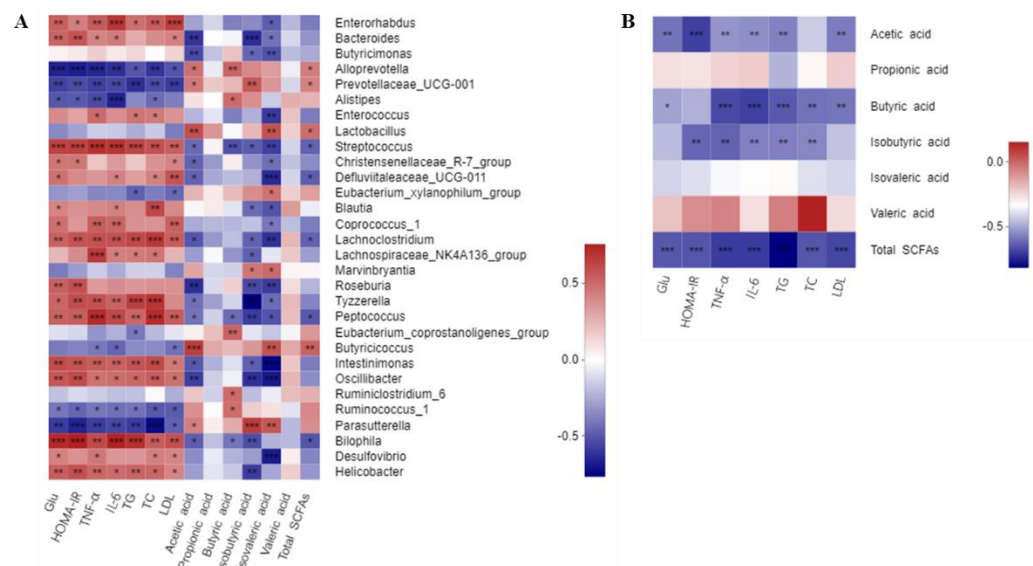 A
Enterorhabdus
Bacteroides
Butyricimonas
Alloprevotella
Prevotellaceae_UCG-001
Alistipes
Enterococcus
Lactobacillus
Streptococcus
Christensenellaceae_R-7_group
Defluviitaleaceae_UCG-011
Eubacterium_xylanophilum_group
Blautia
Coprococcus_1
Lachnoclostridium
Lachnospiraceae_NK4A136_group
Marvinbryantia
Roseburia
Tyzzerella
Peptococcus
Eubacterium_coprostanoligenes_group
Butyricicoccus
Intestinimonas
Oscillibacter
Ruminiclostridium_6
Ruminococcus_1
Parasutterella
Bilophila
Desulfovibrio
Helicobacter
Glu
HOMA-IR
TNF-α
IL-6
TG
TC
LDL
Acetic acid
Propionic acid
Butyric acid
Isobutyric acid
Isovaleric acid
Valeric acid
Total SCFAs
0.5
0.0
-0.5
B
Acetic acid
Propionic acid
Butyric acid
Isobutyric acid
Isovaleric acid
Valeric acid
Total SCFAs
Glu
HOMA-IR
TNF-α
IL-6
TG
TC
LDL
0.0
-0.5